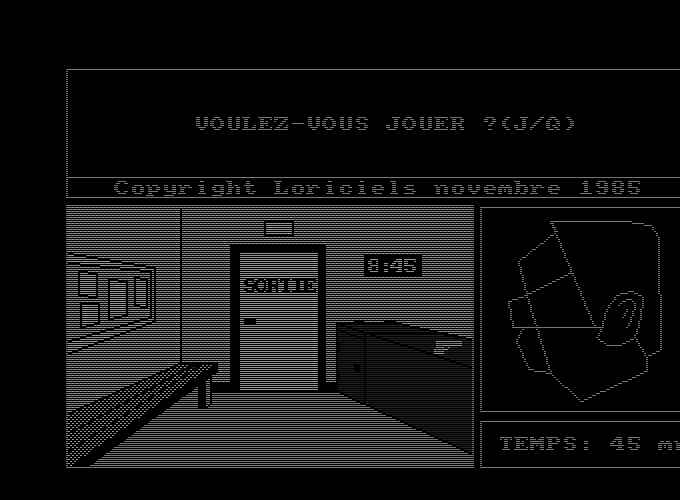 VOULEZ-VOUS JOUER ?(J/Q)
Copyright Loriciels novembre 1985
8:45
SORTIE
TEMPS: 45